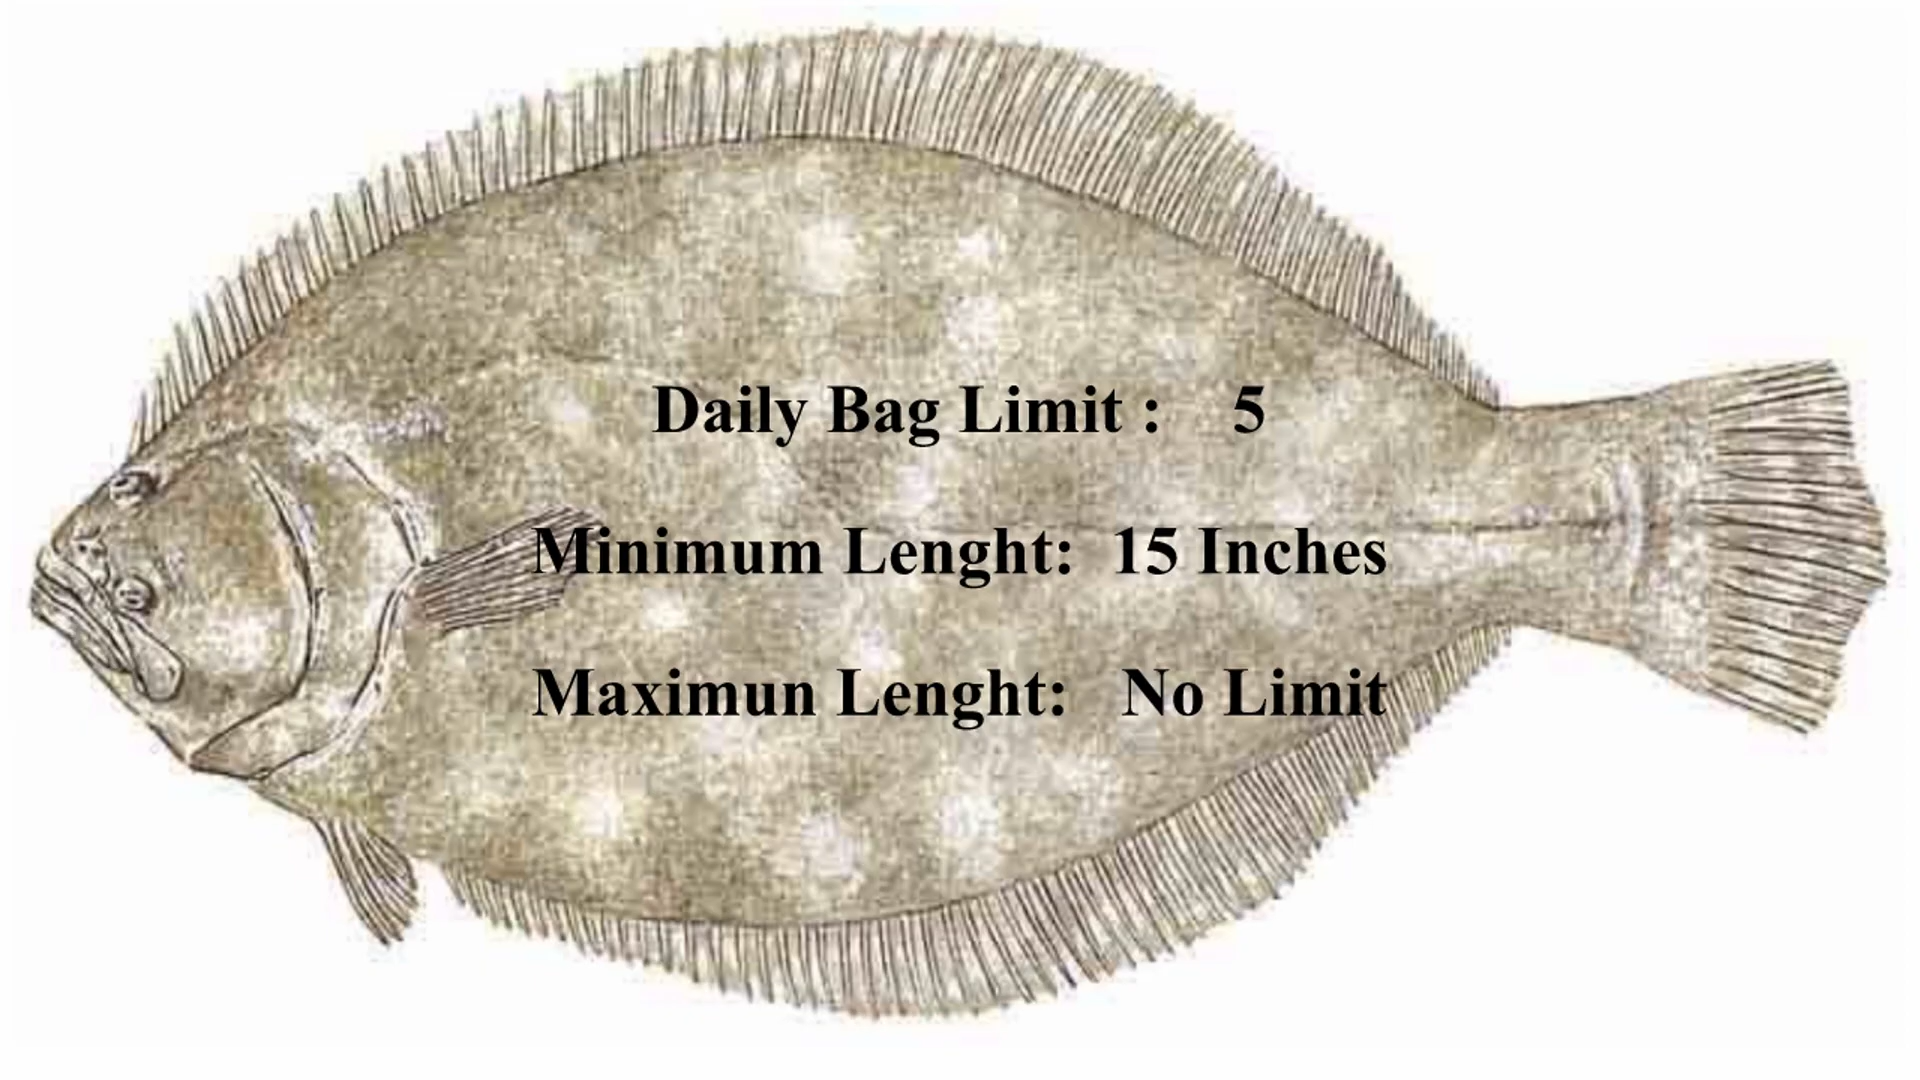 Daily Bag Limit : 5
Minimum Lenght: 15 Inches
Maximun Lenght: No Limit